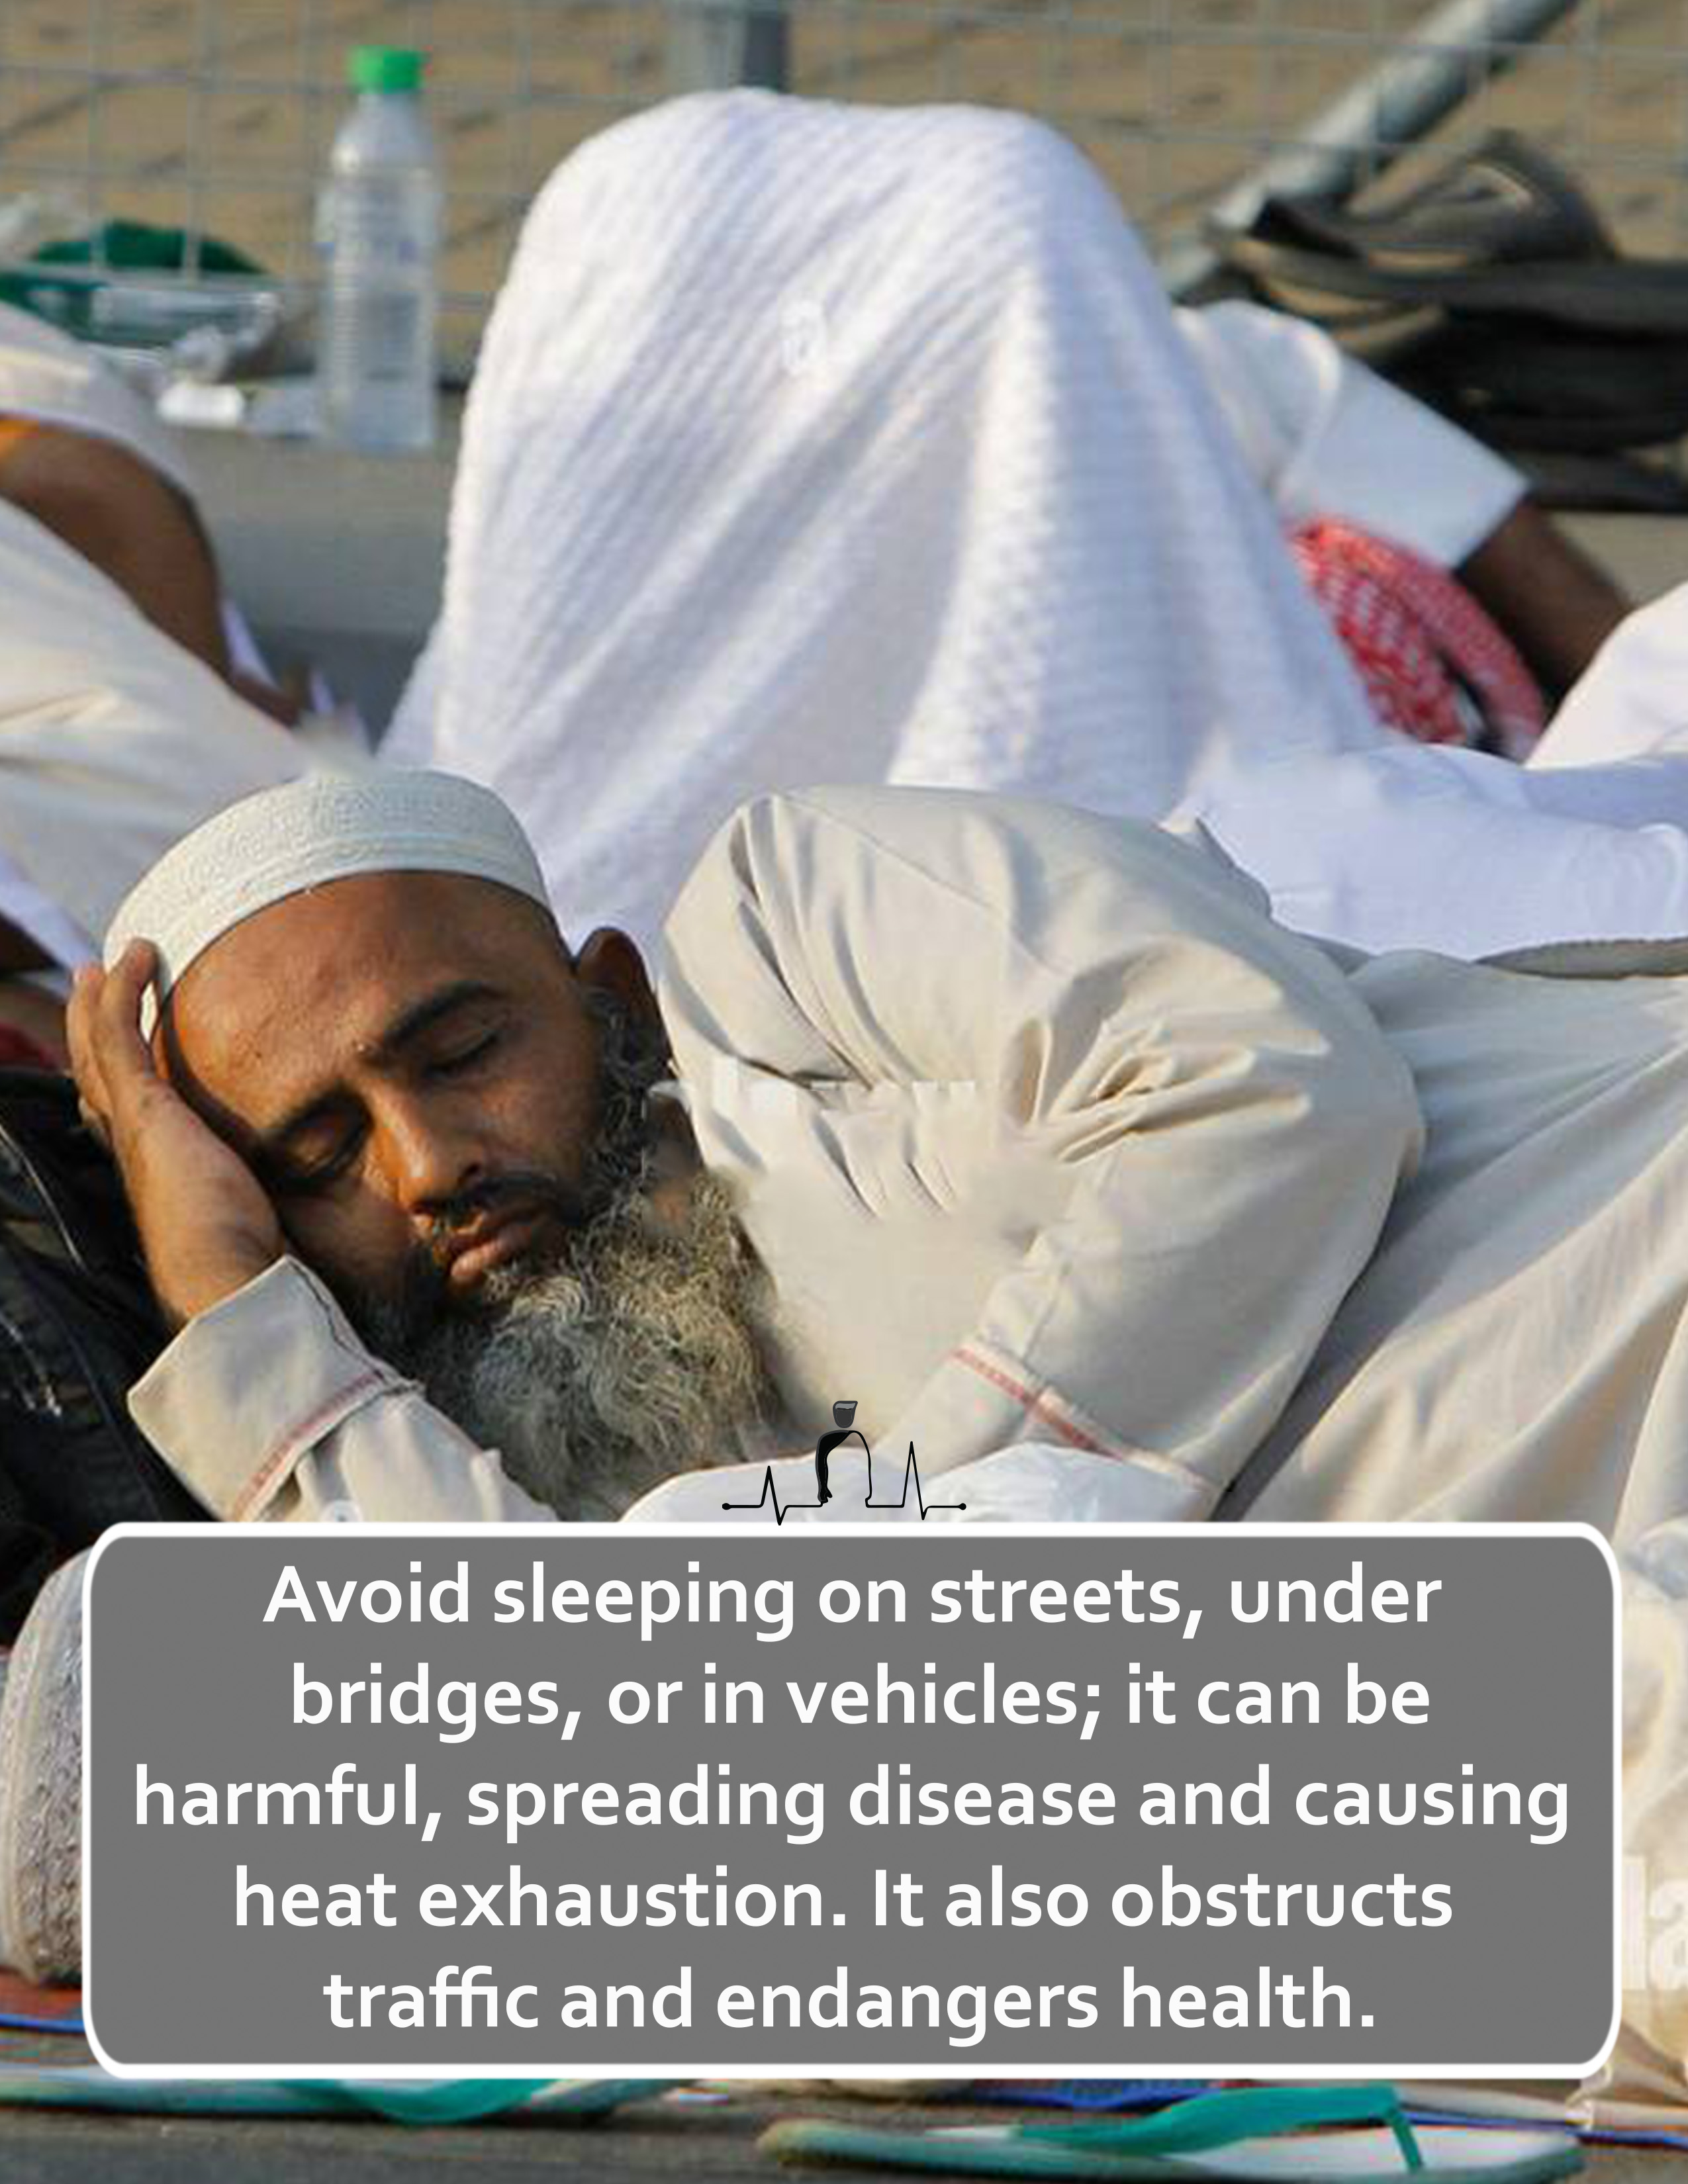 Avoid sleeping on streets, under
bridges, or in vehicles; it can be
harmful, spreading disease and causing
heat exhaustion. It also obstructs
traffic and endangers health.